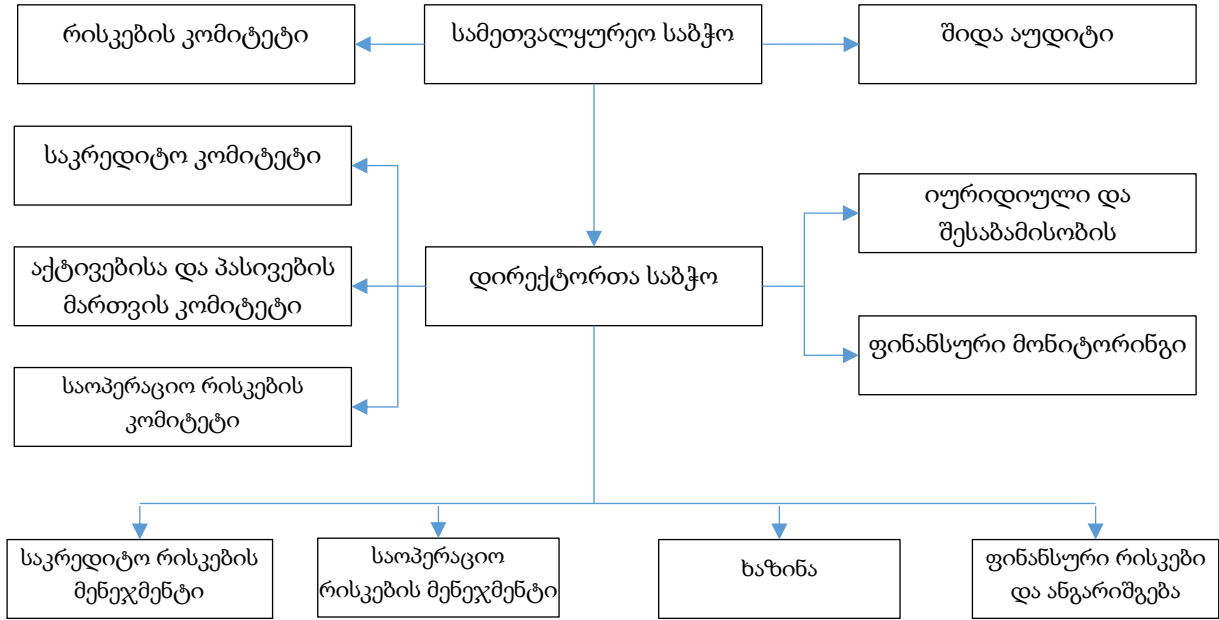 რისკების კომიტეტი
სამეთვალყურეო საბჭო
შიდა აუდიტი
საკრედიტო კომიტეტი
იურიდიული და
შესაბამისობის
აქტივებისა და პასივების
მართვის კომიტეტი
დირექტორთა საბჭო
ფინანსური მონიტორინგი
საოპერაციო რისკების
კომიტეტი
საკრედიტო რისკების
მენეჯმენტი
საოპერაციო
რისკების მენეჯმენტი
ხაზინა
ფინანსური რისკები
და ანგარიშგება